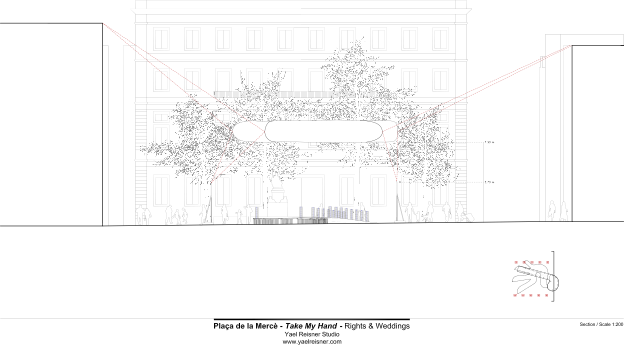 Plaça de la Mercè - Take My Hand - Rights & Weddings
Yael Reisner Studio
www.yaelreisner.com
Section / Scale 1:200